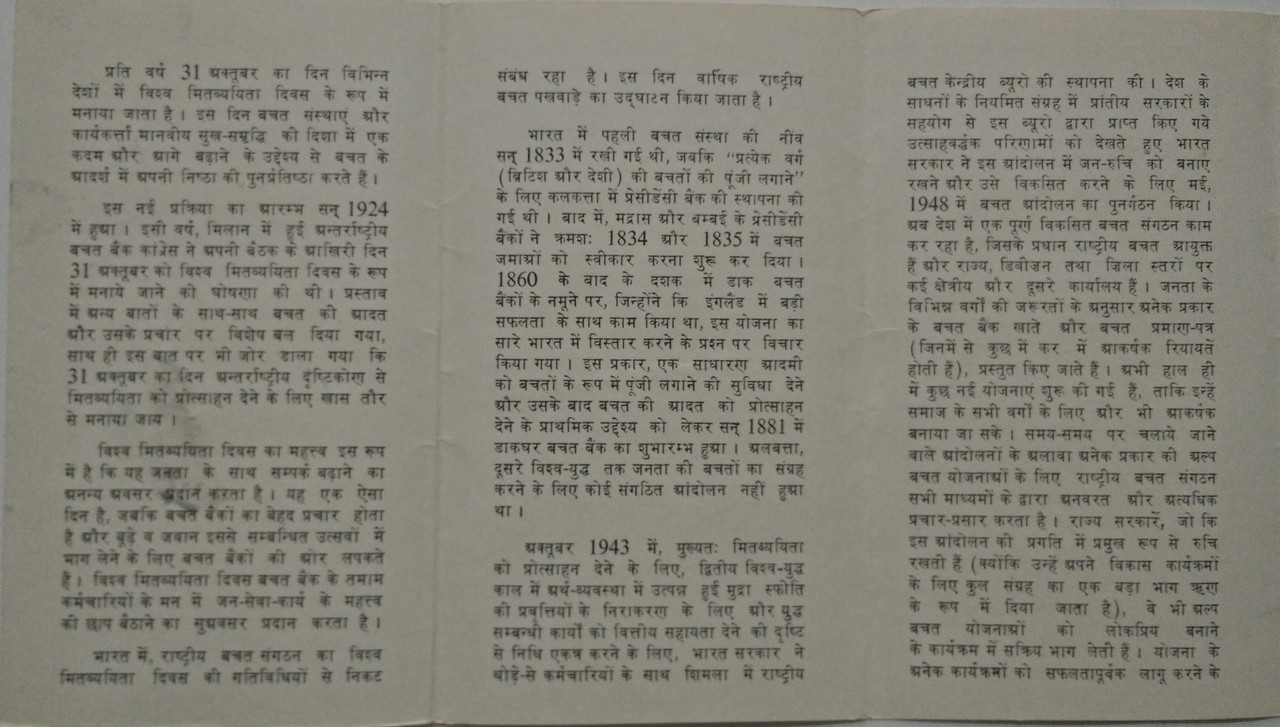 प्रति वर्ष 31 अक्तूबर का दिन विभिन्न
देशों में विश्व मितव्ययिता दिवस के रूप में
मनाया जाता है । इस दिन बचत संस्थाएं और
कार्यकर्त्ता मानवीय सुख-समृद्धि की दिशा में एक
कदम और आगे बढ़ाने के उद्देश्य से बचत के
आदर्श में अपनी निष्ठा की पुनर्प्रतिष्ठा करते हैं ।
इस नई प्रक्रिया का आरम्भ सन् 1924
में हुआ । इसी वर्ष, मिलान में हुई अन्तर्राष्ट्रीय
बचत बैंक कांग्रेस ने अपनी बैठक के आखिरी दिन
31 अक्तूबर को विश्व मितव्ययिता दिवस के रूप
में मनाये जाने की घोषणा की थी । प्रस्ताव
में अन्य बातों के साथ-साथ बचत की आदत
और उसके प्रचार पर विशेष बल दिया गया,
साथ ही इस बात पर भी जोर डाला गया कि
31 अक्तूबर का दिन अन्तर्राष्ट्रीय दृष्टिकोण से
मितव्ययिता को प्रोत्साहन देने के लिए खास तौर
से मनाया जाय ।
विश्व मितव्ययिता दिवस का महत्त्व इस रूप
में है कि यह जनता के साथ सम्पर्क बढ़ाने का
अनन्य अवसर प्रदान करता है । यह एक ऐसा
दिन है, जबकि बचत बैंकों का बेहद प्रचार होता
है और बूढ़े व जवान इससे सम्बन्धित उत्सवों में
भाग लेने के लिए बचत बैंकों की ओर लपकते
हैं । विश्व मितव्ययिता दिवस बचत बैंक के तमाम
कर्मचारियों के मन में जन-सेवा-कार्य के महत्त्व
की छाप बैठाने का सुअवसर प्रदान करता है ।
भारत में, राष्ट्रीय बचत संगठन का विश्व
मितव्ययिता दिवस की गतिविधियों से निकट
संबंध रहा है । इस दिन वार्षिक राष्ट्रीय
बचत पखवाड़े का उद्घाटन किया जाता है ।
भारत में पहली बचत संस्था की नींव
सन् 1833 में रखी गई थी, जबकि "प्रत्येक वर्ग
(ब्रिटिश और देशी) की बचतों की पूंजी लगाने"
के लिए कलकत्ता में प्रेसीडेंसी बैंक की स्थापना की
गई थी । बाद में, मद्रास और बम्बई के प्रेसीडेंसी
बैंकों ने क्रमशः 1834 और 1835 में बचत
जमाओं को स्वीकार करना शुरू कर दिया ।
1860 के बाद के दशक में डाक बचत
बैंकों के नमूने पर, जिन्होंने कि इंगलैंड में बड़ी
सफलता के साथ काम किया था, इस योजना का
सारे भारत में विस्तार करने के प्रश्न पर विचार
किया गया । इस प्रकार, एक साधारण आदमी
को बचतों के रूप में पूंजी लगाने की सुविधा देने
और उसके बाद बचत की आदत को प्रोत्साहन
देने के प्राथमिक उद्देश्य को लेकर सन् 1881 में
डाकघर बचत बैंक का शुभारम्भ हुआ । अलबत्ता,
दूसरे विश्व-युद्ध तक जनता की बचतों का संग्रह
करने के लिए कोई संगठित आंदोलन नहीं हुआ
था ।
अक्तूबर 1943 में, मुख्यतः मितव्ययिता
को प्रोत्साहन देने के लिए, द्वितीय विश्व-युद्ध
काल में अर्थ-व्यवस्था में उत्पन्न हुई मुद्रा स्फीति
की प्रवृत्तियों के निराकरण के लिए और युद्ध
सम्बन्धी कार्यों को वित्तीय सहायता देने की दृष्टि
से निधि एकत्र करने के लिए, भारत सरकार ने
थोड़े-से कर्मचारियों के साथ शिमला में राष्ट्रीय
बचत केन्द्रीय ब्यूरो की स्थापना की । देश के
साधनों के नियमित संग्रह में प्रांतीय सरकारों के
सहयोग से इस ब्यूरो द्वारा प्राप्त किए गये
उत्साहवर्द्धक परिणामों को देखते हुए भारत
सरकार ने इस आंदोलन में जन-रुचि को बनाए
रखने और उसे विकसित करने के लिए मई,
1948 में बचत आंदोलन का पुनर्गठन किया ।
अब देश में एक पूर्ण विकसित बचत संगठन काम
कर रहा है, जिसके प्रधान राष्ट्रीय बचत आयुक्त
हैं और राज्य, डिवीज़न तथा ज़िला स्तरों पर
कई क्षेत्रीय और दूसरे कार्यालय हैं । जनता के
विभिन्न वर्गों की जरूरतों के अनुसार अनेक प्रकार
के बचत बैंक खाते और बचत प्रमाण-पत्र
(जिनमें से कुछ में कर में आकर्षक रियायतें
होती हैं), प्रस्तुत किए जाते हैं । अभी हाल ही
में कुछ नई योजनाएं शुरू की गई हैं, ताकि इन्हें
समाज के सभी वर्गों के लिए और भी आकर्षक
बनाया जा सके । समय-समय पर चलाये जाने
वाले आंदोलनों के अलावा अनेक प्रकार की अल्प
बचत योजनाओं के लिए राष्ट्रीय बचत संगठन
सभी माध्यमों के द्वारा अनवरत और अत्यधिक
प्रचार-प्रसार करता है । राज्य सरकारें, जो कि
इस आंदोलन की प्रगति में प्रमुख रूप से रुचि
रखती हैं (क्योंकि उन्हें अपने विकास कार्यक्रमों
के लिए कुल संग्रह का एक बड़ा भाग ऋण
के रूप में दिया जाता है), वे भी अल्प
बचत योजनाओं को लोकप्रिय बनाने
के कार्यक्रम में सक्रिय भाग लेती हैं । योजना के
अनेक कार्यक्रमों को सफलतापूर्वक लागू करने के